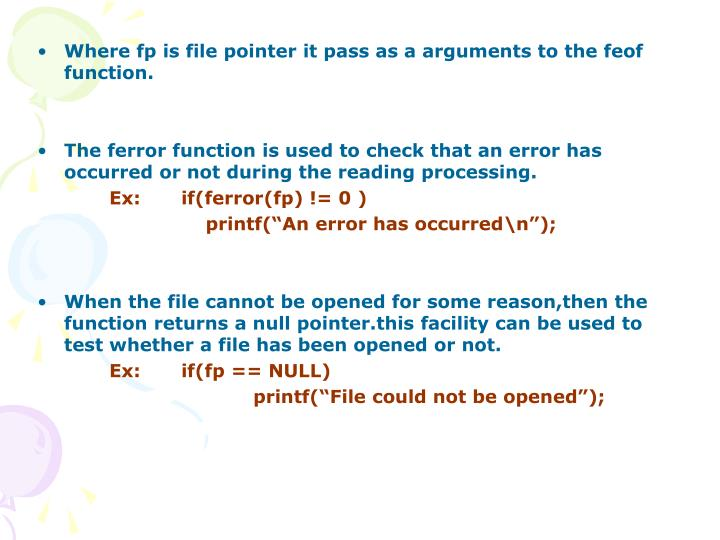 • Where fp is file pointer it pass as a arguments to the feof
function.
• The ferror function is used to check that an error has
occurred or not during the reading processing.
Ex: if(ferror(fp) != 0 )
printf(“An error has occurred\n”);
• When the file cannot be opened for some reason,then the
function returns a null pointer.this facility can be used to
test whether a file has been opened or not.
Ex: if(fp == NULL)
printf(“File could not be opened”);